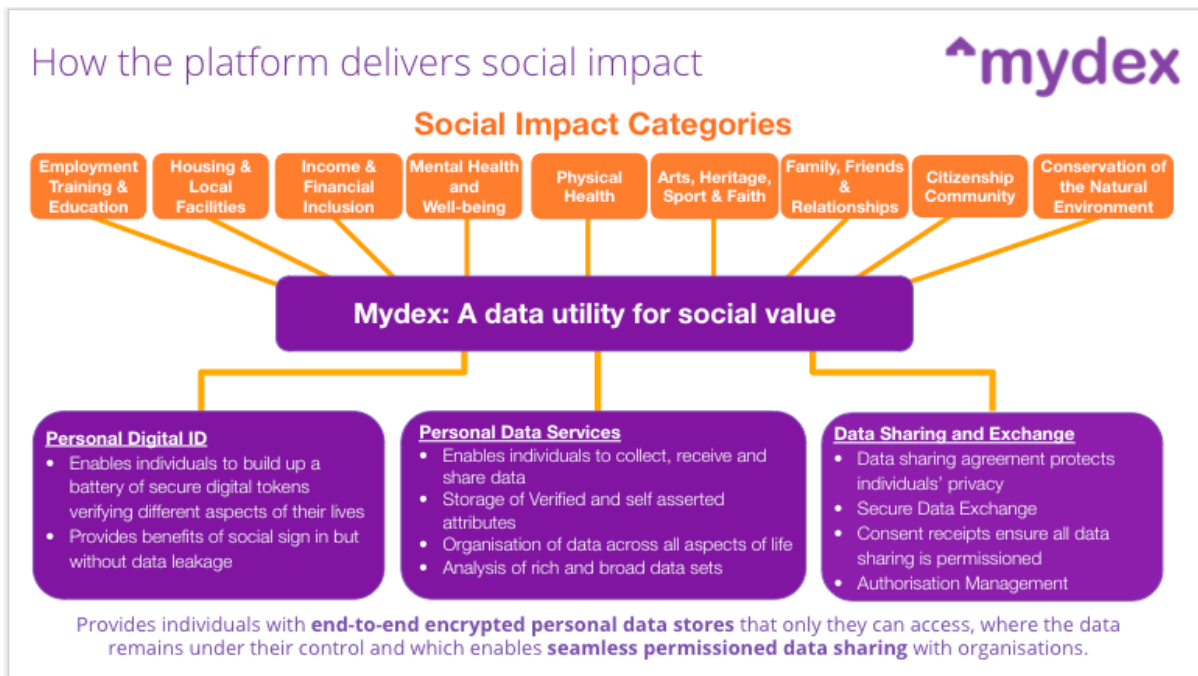 How the platform delivers social impact
mydex
Social Impact Categories
Employment
Training &
Education
Housing &
Local
Facilities
Income &
Financial
Inclusion
Mental Health
and
Well-being
Physical
Health
Arts, Heritage,
Sport & Faith
Family, Friends
&
Relationships
Citizenship
Community
Conservation of
the Natural
Environment
Mydex: A data utility for social value
Personal Digital ID
• Enables individuals to build up a
battery of secure digital tokens
verifying different aspects of their lives
• Provides benefits of social sign in but
without data leakage
Personal Data Services
• Enables individuals to collect, receive and
share data
• Storage of Verified and self asserted
attributes
• Organisation of data across all aspects of life
• Analysis of rich and broad data sets
Data Sharing and Exchange
• Data sharing agreement protects
individuals' privacy
• Secure Data Exchange
• Consent receipts ensure all data
sharing is permissioned
• Authorisation Management
Provides individuals with end-to-end encrypted personal data stores that only they can access, where the data
remains under their control and which enables seamless permissioned data sharing with organisations.